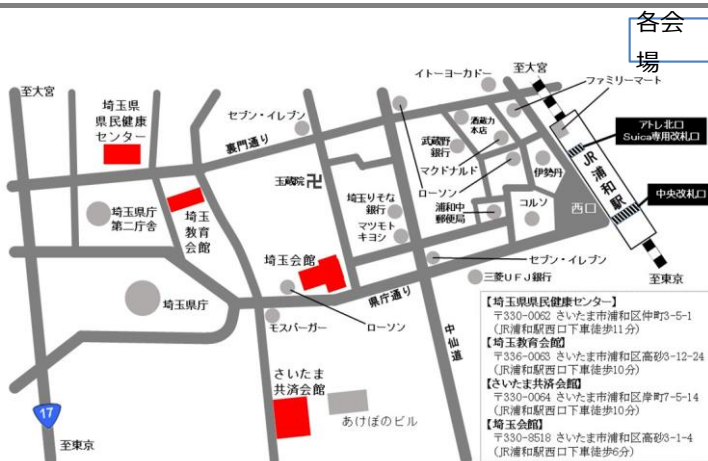 各会
場
至大宮
埼玉県
県民健康
センター
セブン・イレブン
イトーヨーカドー
至大宮
ファミリーマート
酒蔵力
本店
武蔵野
銀行
マクドナルド
アトレ北口
Suica専用改札口
裏門通り
玉蔵院
卍
ローソン
伊勢丹
JR浦和駅
埼玉りそな
銀行
浦和中
郵便局
コルソ
西口
中央改札口
埼玉県庁
第二庁舎
埼玉
教育
会館
マツモト
キヨシ
埼玉会館
セブン・イレブン
三菱UFJ銀行
至東京
埼玉県庁
県庁通り
モスバーガー
ローソン
中仙道
さいたま
共済会館
あけぼのビル
17
至東京
【埼玉県県民健康センター】
〒330-0062 さいたま市浦和区仲町3-5-1
(JR浦和駅西口下車徒歩11分)
【埼玉教育会館】
〒336-0063 さいたま市浦和区高砂3-12-24
(JR浦和駅西口下車徒歩10分)
【さいたま共済会館】
〒330-0064 さいたま市浦和区岸町7-5-14
(JR浦和駅西口下車徒歩10分)
【埼玉会館】
〒330-8518 さいたま市浦和区高砂3-1-4
(JR浦和駅西口下車徒歩6分)